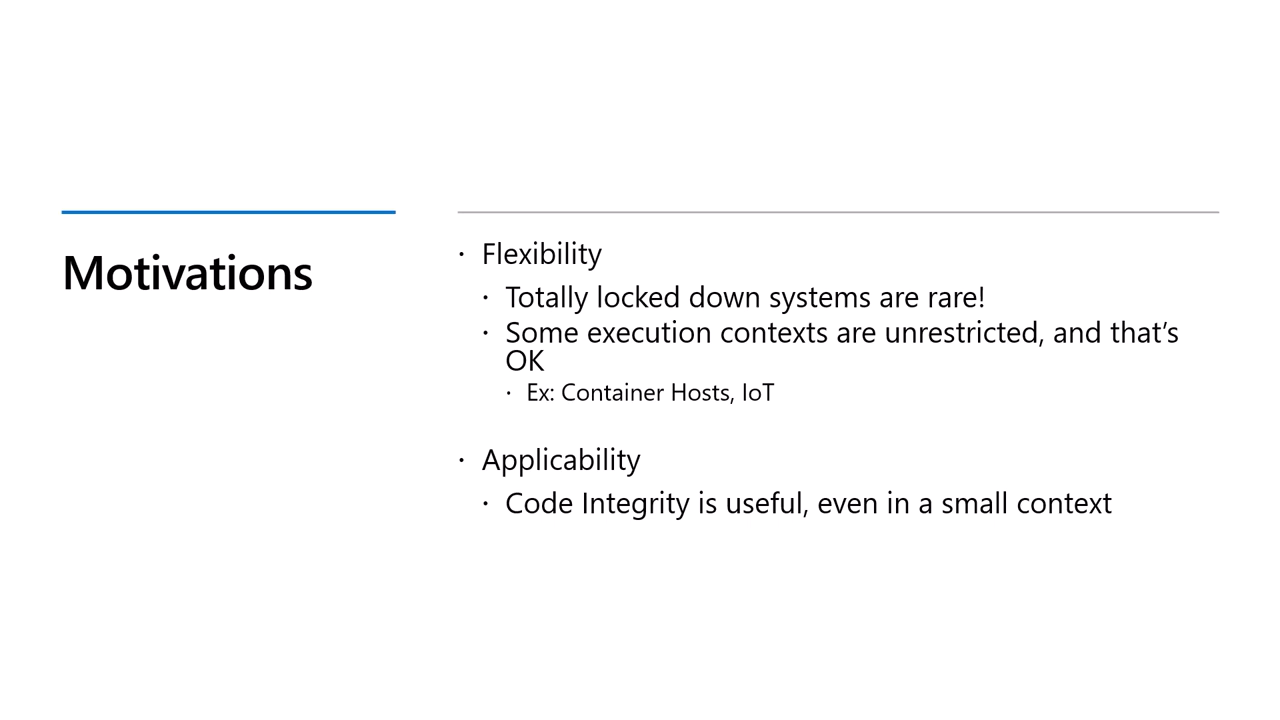 Motivations
· Flexibility
· Totally locked down systems are rare!
· Some execution contexts are unrestricted, and that’s
OK
· Ex: Container Hosts, IoT
· Applicability
· Code Integrity is useful, even in a small context